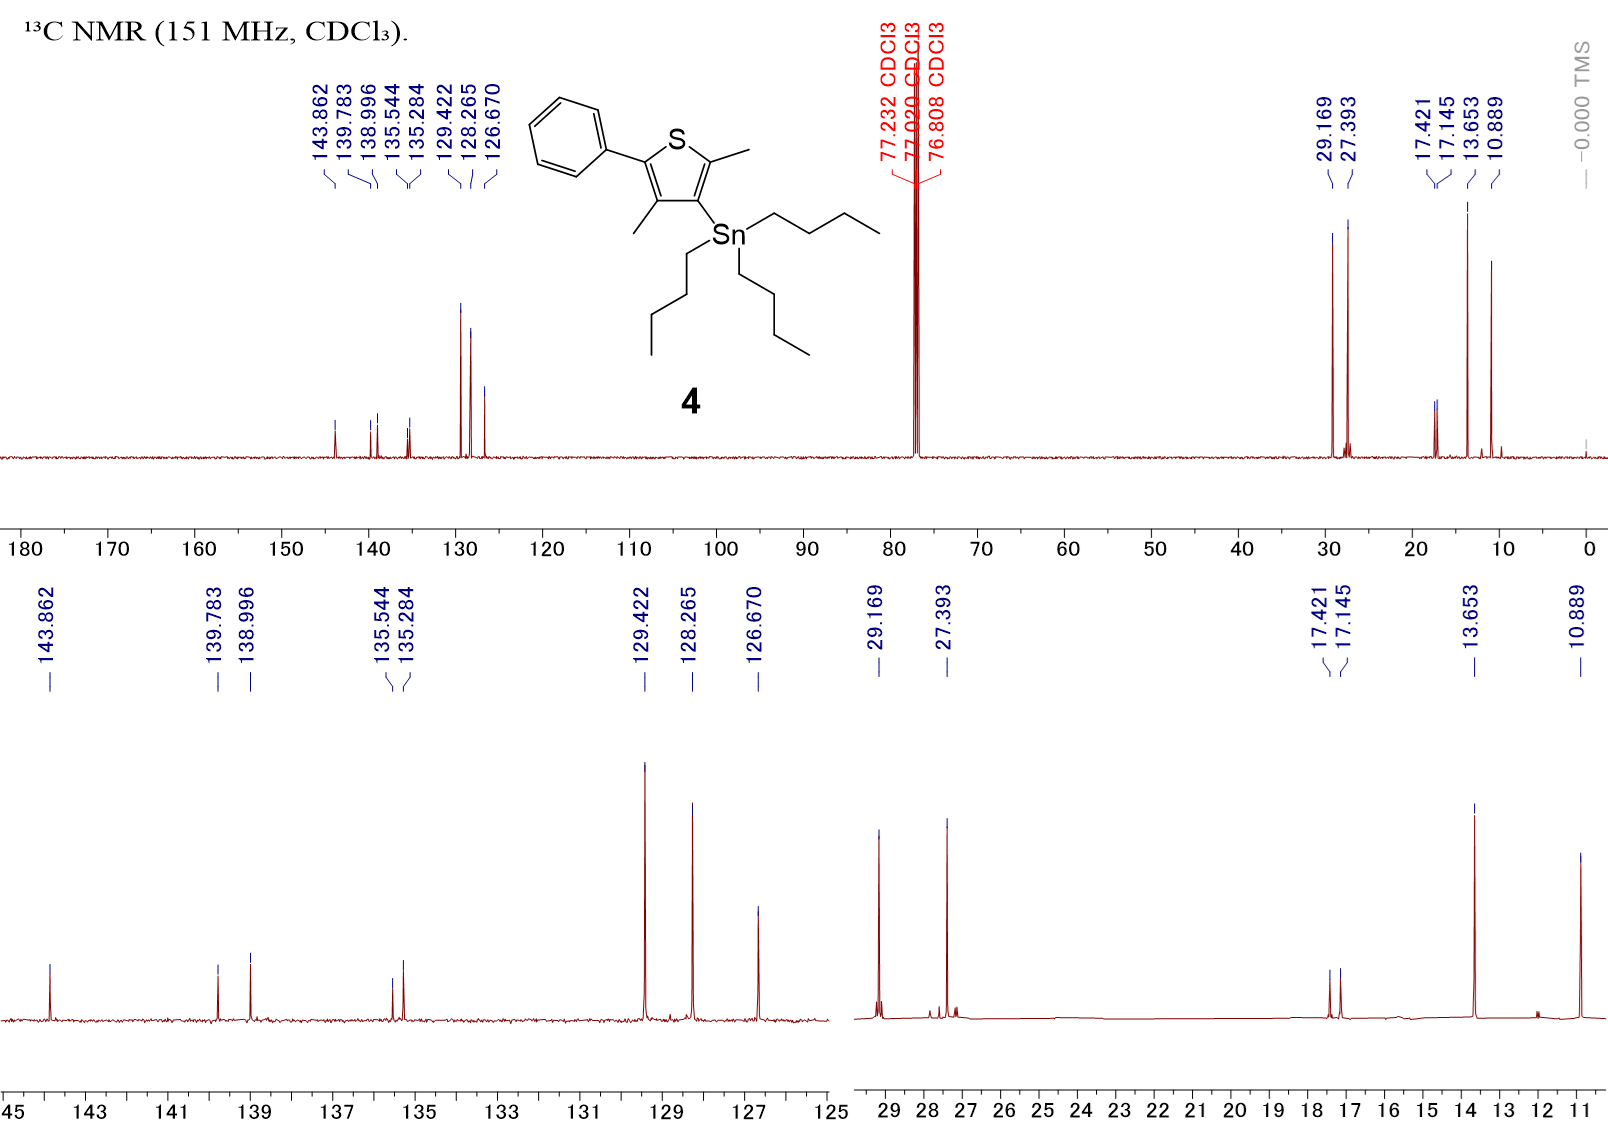 ¹³C NMR (151 MHz, CDCl₃).
143.862
139.783
138.996
135.544
135.284
129.422
128.265
126.670
77.232 CDCl3
77.020 CDCl3
76.808 CDCl3
29.169
27.393
17.421
17.145
13.653
10.889
-0.000 TMS
S
Sn
4
180 170 160 150 140 130 120 110 100 90 80 70 60 50 40 30 20 10 0
143.862
139.783
138.996
135.544
135.284
129.422
128.265
126.670
29.169
27.393
17.421
17.145
13.653
10.889
45 143 141 139 137 135 133 131 129 127 125
29 28 27 26 25 24 23 22 21 20 19 18 17 16 15 14 13 12 11